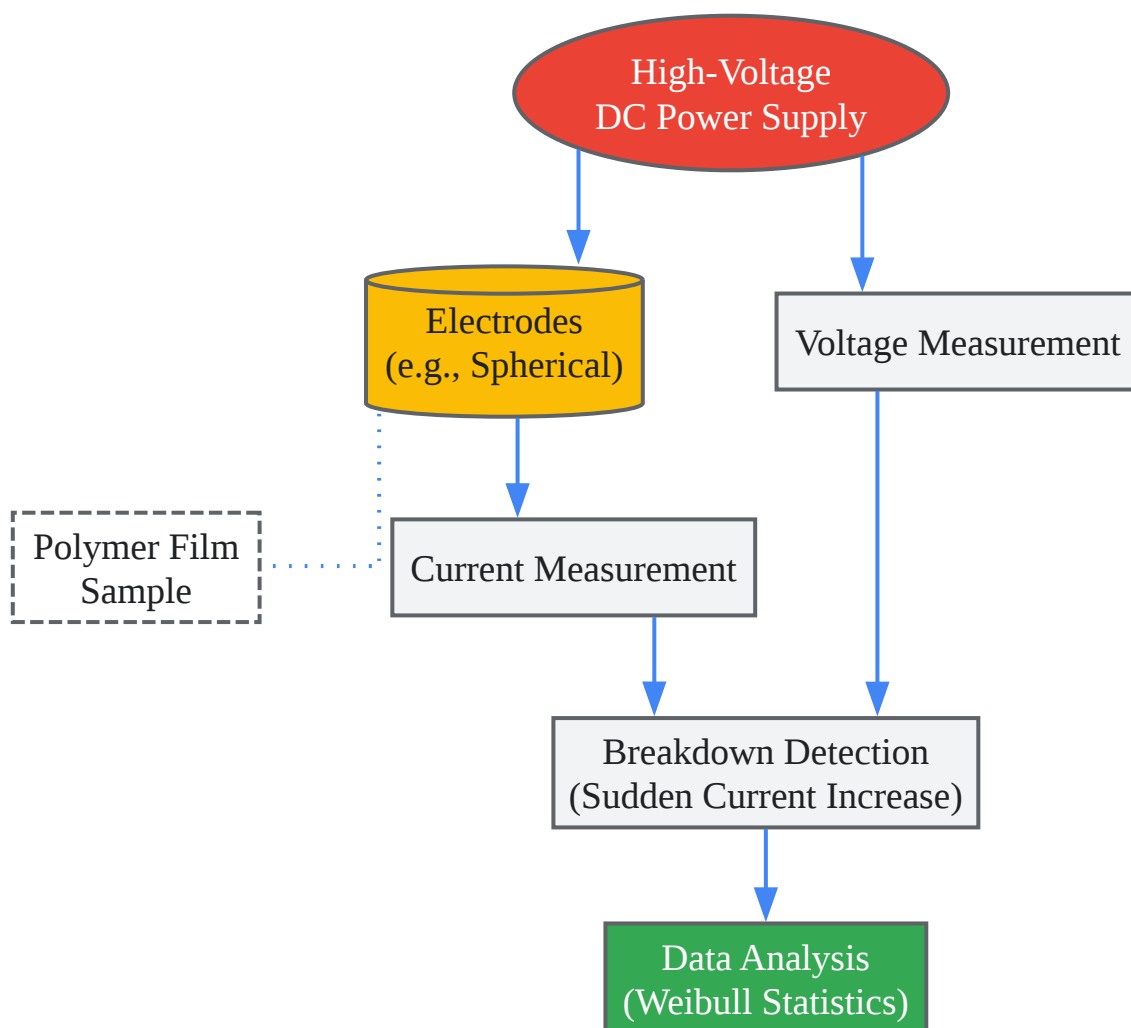 High-Voltage
DC Power Supply
Electrodes
(e.g., Spherical)
Voltage Measurement
Polymer Film
Sample
Current Measurement
Breakdown Detection
(Sudden Current Increase)
Data Analysis
(Weibull Statistics)